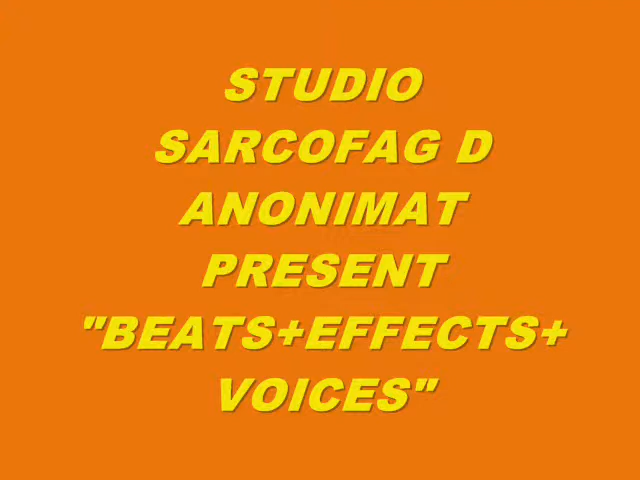 STUDIO
SARCOFAG D
ANONIMAT
PRESENT
"BEATS+EFFECTS+
VOICES"